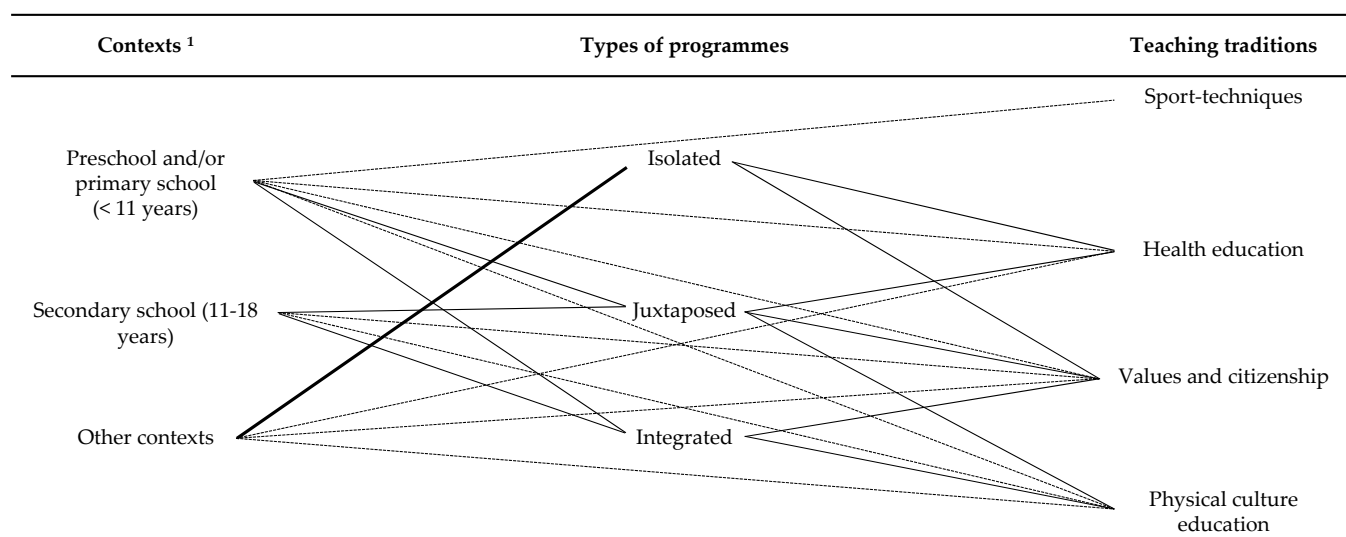 Contexts ¹
Types of programmes
Teaching traditions
Sport-techniques
Preschool and/or
primary school
(< 11 years)
Isolated
Health education
Secondary school (11-18
years)
Juxtaposed
Values and citizenship
Other contexts
Integrated
Physical culture
education